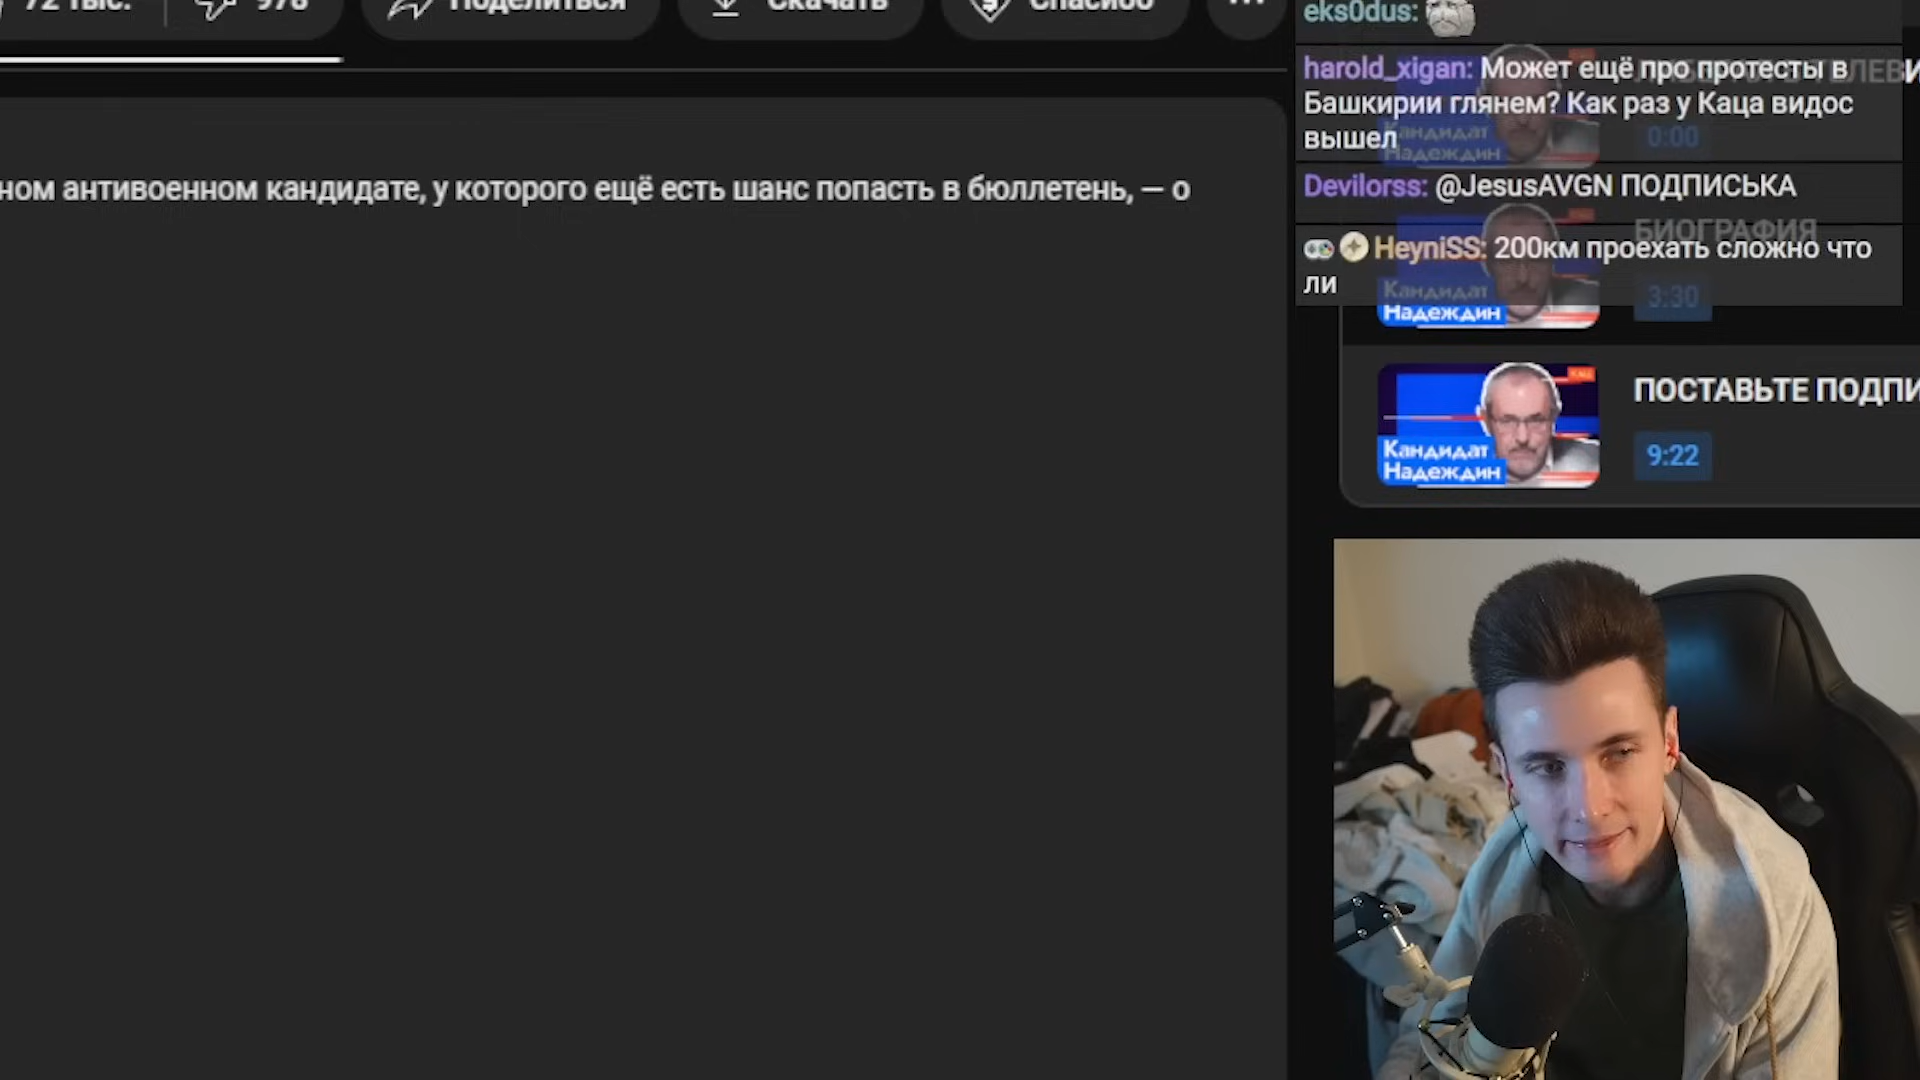 72 тыс.
978
Поделиться
Скачать
Спасибо
ном антивоенном кандидате, у которого ещё есть шанс попасть в бюллетень, — о
eks0dus:
harold_xigan: Может ещё про протесты в
Башкирии глянем? Как раз у Каца видос
вышел
Devilorss: @JesusAVGN ПОДПИСЬКА
HeyniSS: 200км проехать сложно что
ли
Кандидат
Надеждин
0:00
БИОГРАФИЯ
Кандидат
Надеждин
3:30
ПОСТАВЬТЕ ПОДПИ
Кандидат
Надеждин
9:22